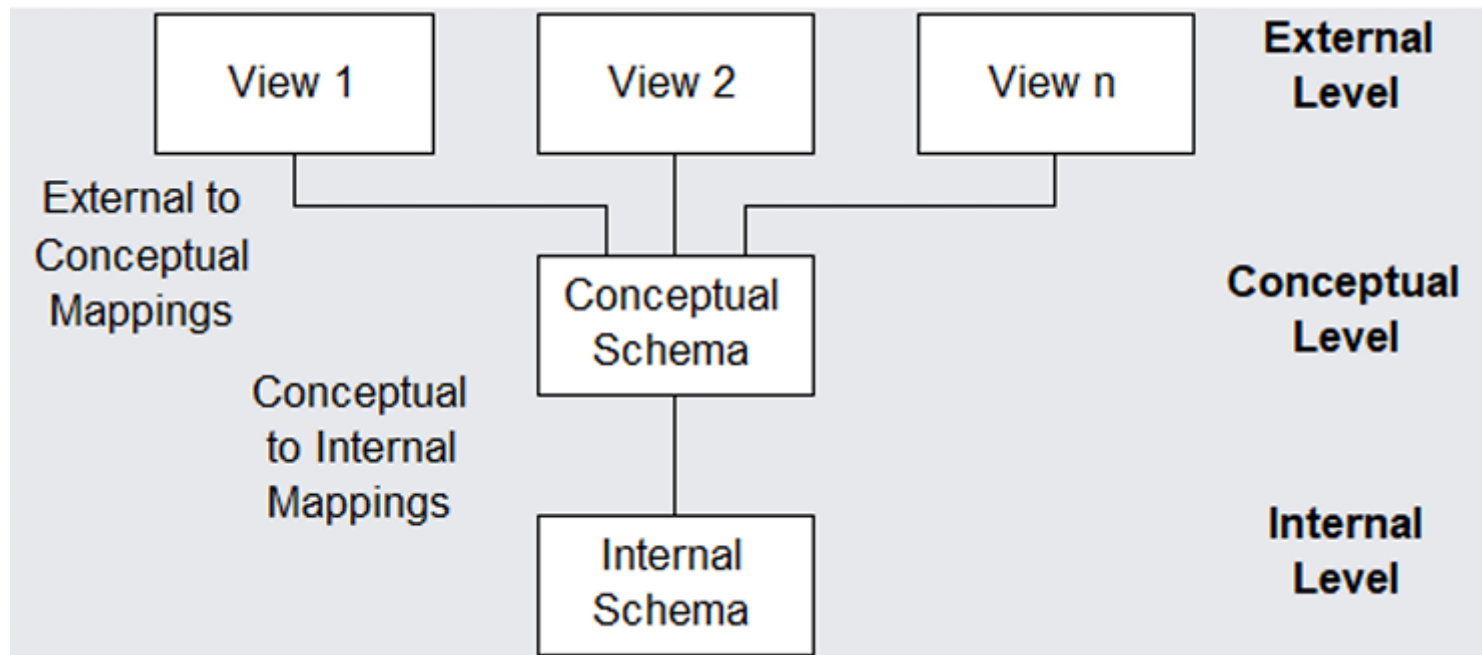 View 1
View 2
View n
External
Level
External to
Conceptual
Mappings
Conceptual
Schema
Conceptual
Level
Conceptual
to Internal
Mappings
Internal
Schema
Internal
Level